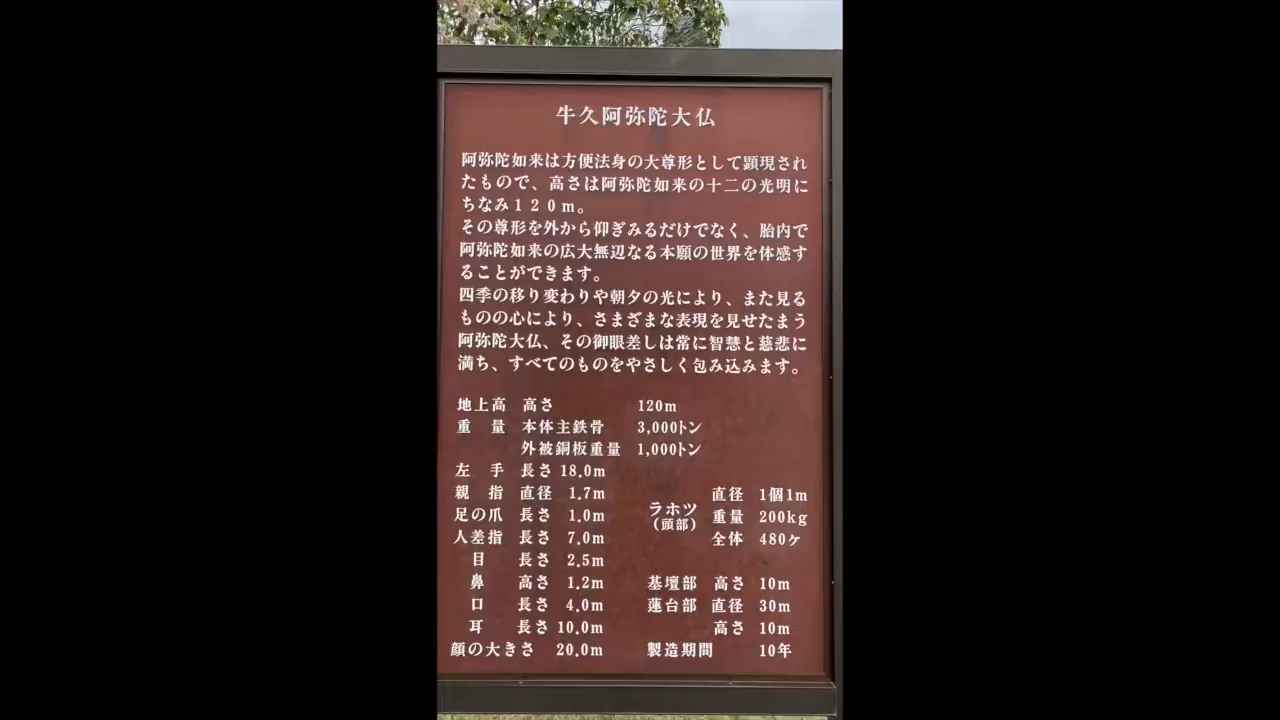 牛久阿弥陀大仏
阿弥陀如来は方便法身の大尊形として顕現され
たもので、高さは阿弥陀如来の十二の光明に
ちなみ120m。
その尊形を外から仰ぎみるだけでなく、胎内で
阿弥陀如来の広大無辺なる本願の世界を体感す
ることができます。
四季の移り変わりや朝夕の光により、また見る
ものの心により、さまざまな表現を見せたまう
阿弥陀大仏、その御眼差しは常に智慧と慈悲に
満ち、すべてのものをやさしく包み込みます。
地上高 高さ 120m
重量 本体主鉄骨 3,000トン
外被銅板重量 1,000トン
左手 長さ 18.0m
親指 直径 1.7m
足の爪 長さ 1.0m
人差指 長さ 7.0m
目 長さ 2.5m
鼻 高さ 1.2m
口 長さ 4.0m
耳 長さ 10.0m
顔の大きさ 20.0m
ラホツ(頭部) 直径 1個1m
重量 200kg
全体 480ケ
基壇部 高さ 10m
蓮台部 直径 30m
高さ 10m
製造期間 10年